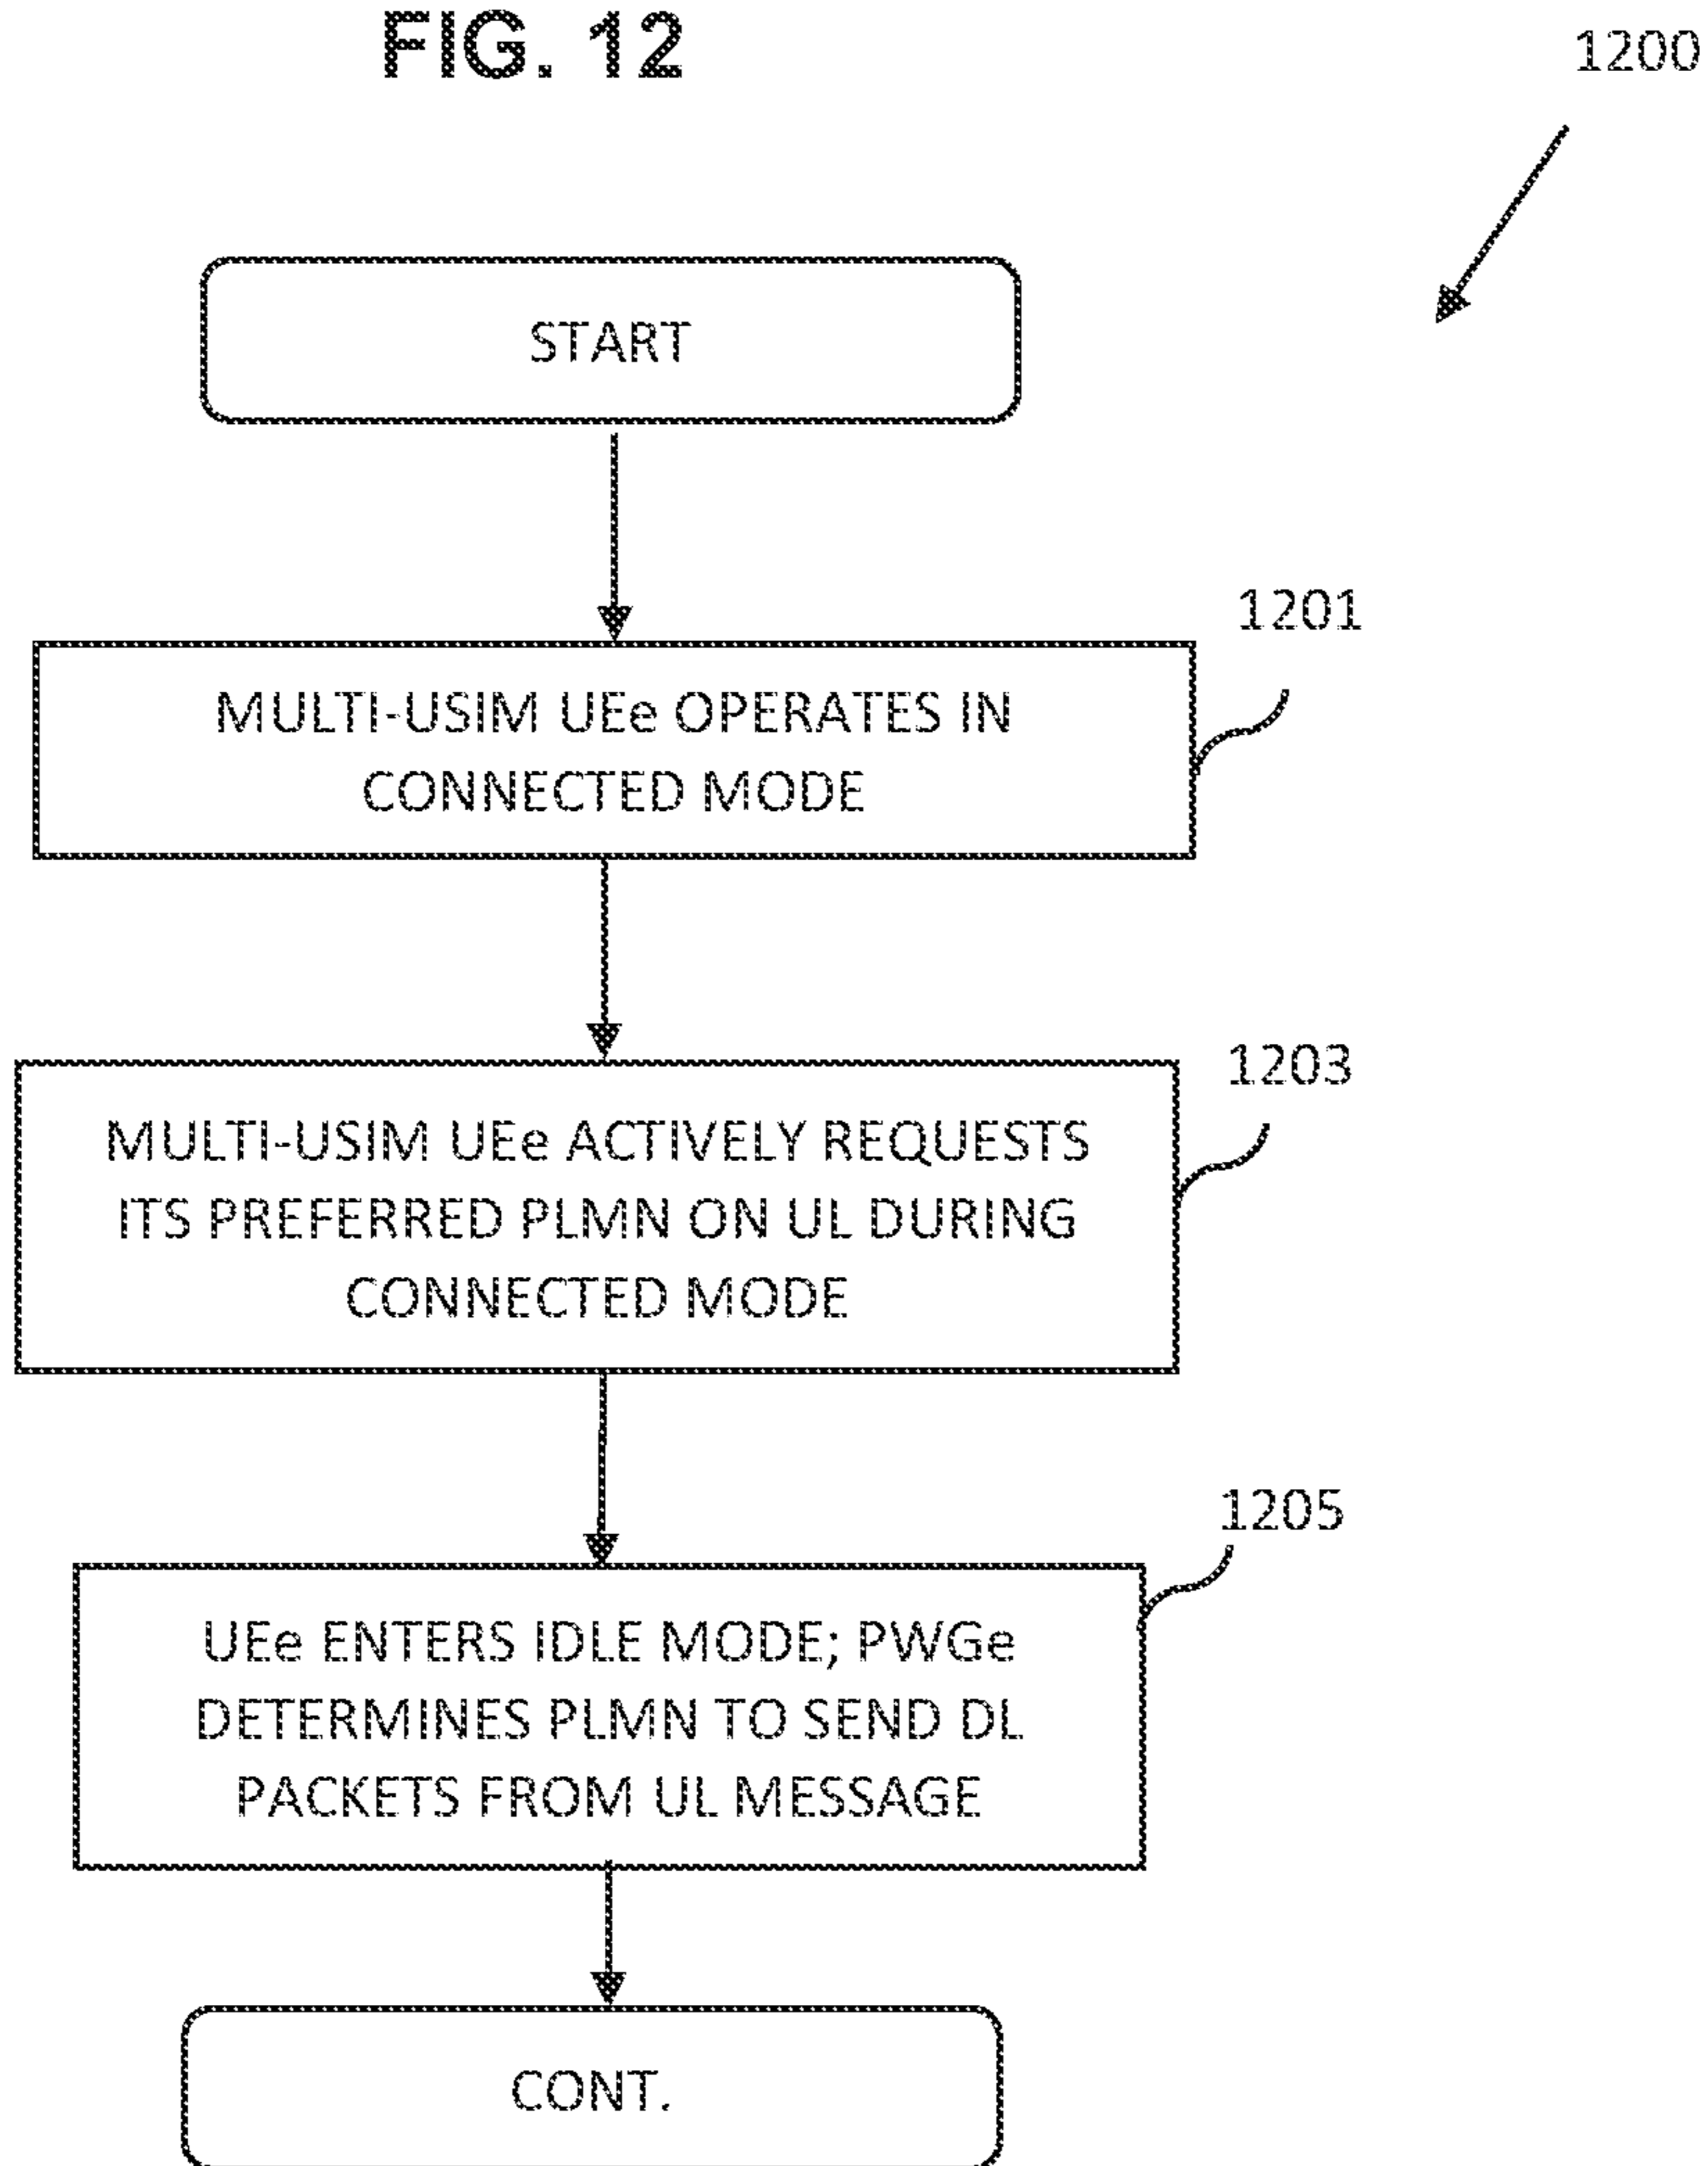 FIG. 12
1200
START
1201
MULTI-USIM UEe OPERATES IN
CONNECTED MODE
1203
MULTI-USIM UEe ACTIVELY REQUESTS
ITS PREFERRED PLMN ON UL DURING
CONNECTED MODE
1205
UEe ENTERS IDLE MODE; PWGe
DETERMINES PLMN TO SEND DL
PACKETS FROM UL MESSAGE
CONT.